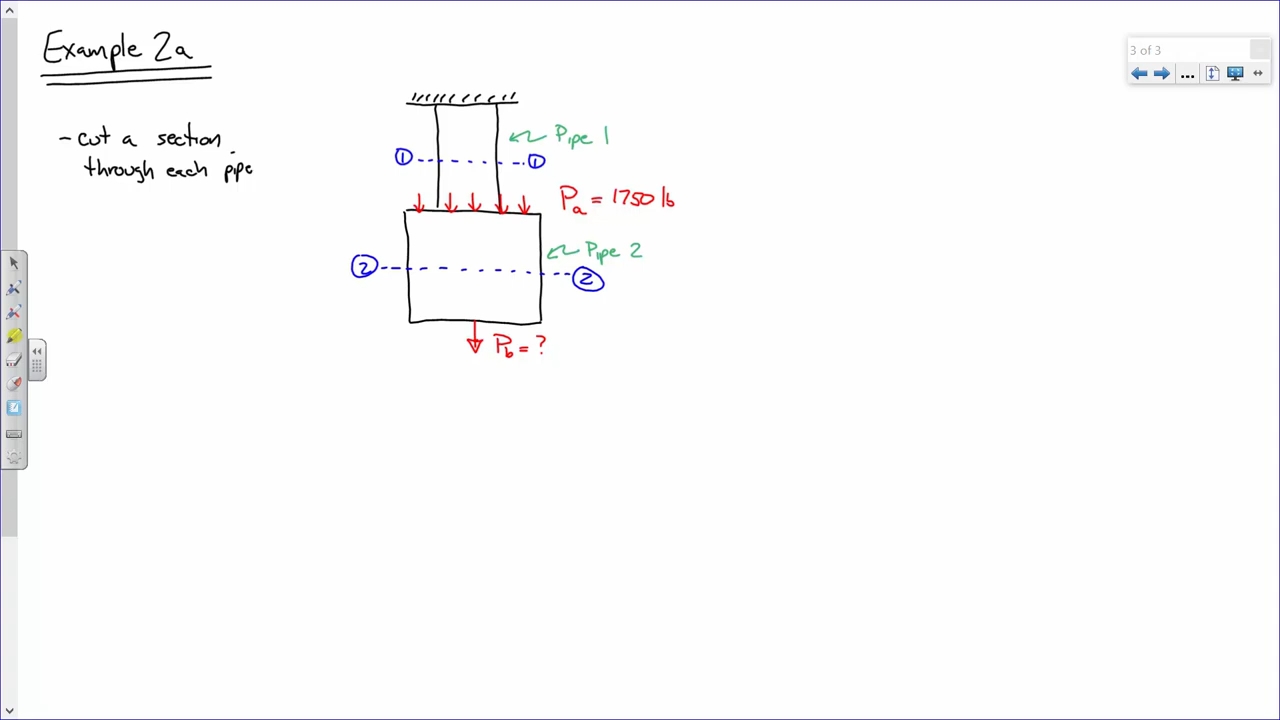 Example 2a
3 of 3
- cut a section
through each pipe
Pipe 1
1 1
Pa = 1750 lb
Pipe 2
2 2
Pb = ?